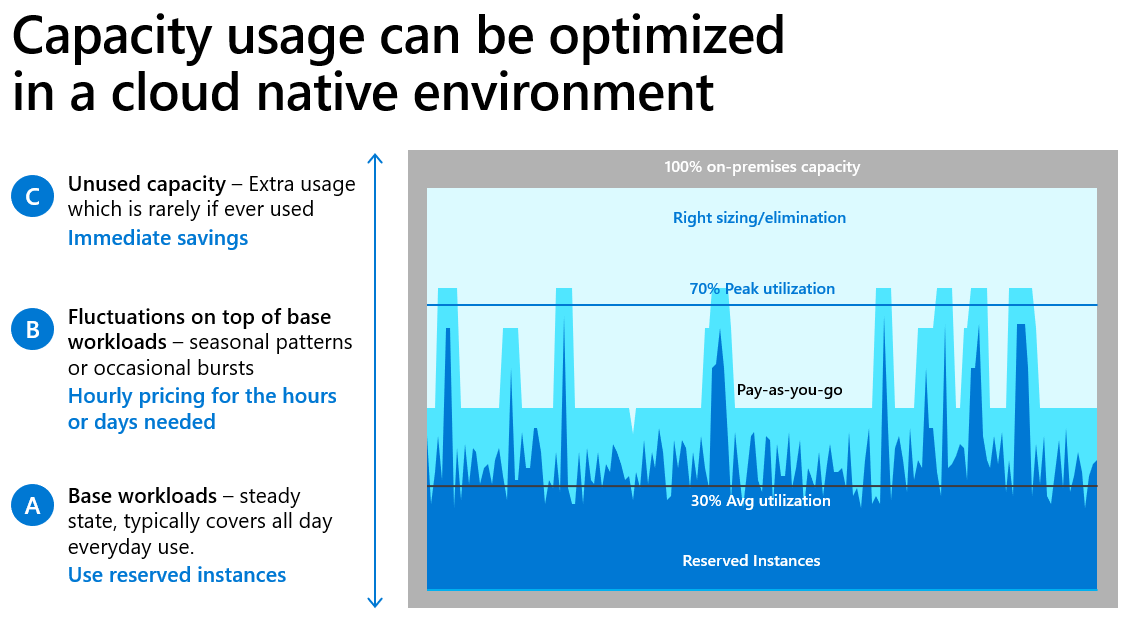 Capacity usage can be optimized
in a cloud native environment
C
Unused capacity – Extra usage
which is rarely if ever used
Immediate savings
B
Fluctuations on top of base
workloads – seasonal patterns
or occasional bursts
Hourly pricing for the hours
or days needed
A
Base workloads – steady
state, typically covers all day
everyday use.
Use reserved instances
100% on-premises capacity
Right sizing/elimination
70% Peak utilization
Pay-as-you-go
30% Avg utilization
Reserved Instances